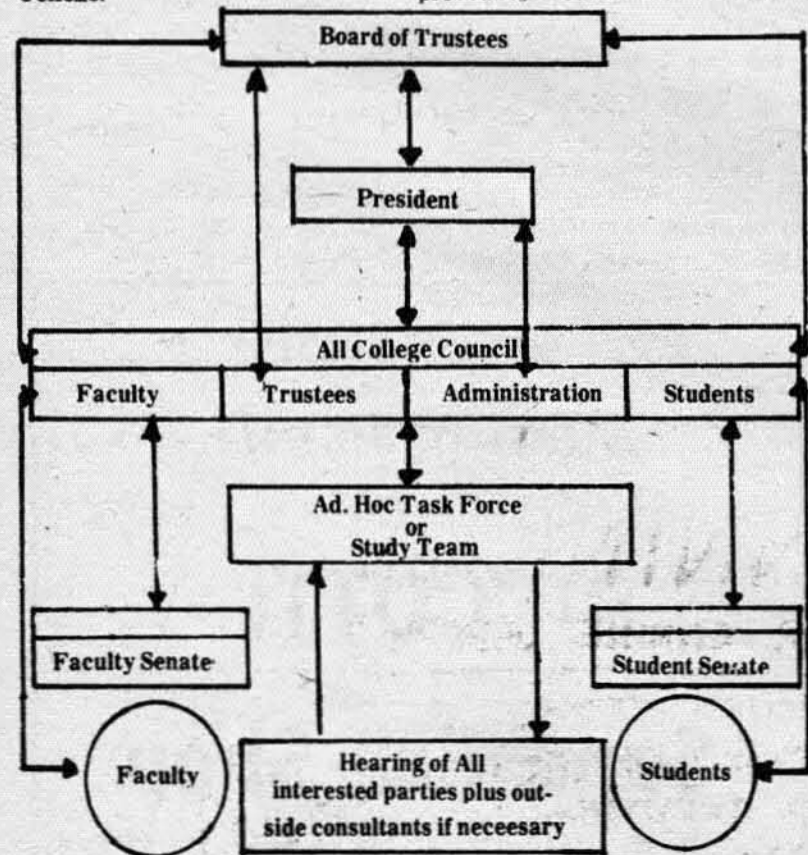 Board of Trustees
President
All College Council
Faculty Trustees Administration Students
Ad. Hoc Task Force
or
Study Team
Faculty Senate
Student Senate
Faculty
Hearing of All
interested parties plus out-
side consultants if neceesary
Students